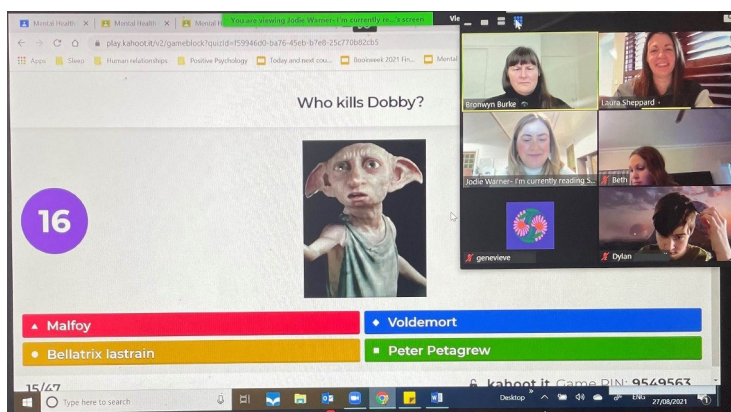 Mental Health
Mental Health
Mental H
You are viewing Jodie Warner- I'm currently re...'s screen
Vie
play.kahoot.it/v2/gameblock?quizId=f59946d0-ba76-45eb-b7e8-25c770b82cb5
Apps
Sleep
Human relationships
Positive Psychology
Today and next cou...
Bookweek 2021 Fin...
Mental
Who kills Dobby?
16
Bronwyn Burke
Laura Sheppard
Jodie Warner- I'm currently reading S...
Beth
genevieve
Dylan
Malfoy
Voldemort
Bellatrix lastrain
Peter Petagrew
15/47
kahoot.it Game PIN: 9549563
Type here to search
Desktop
ENG
27/08/2021